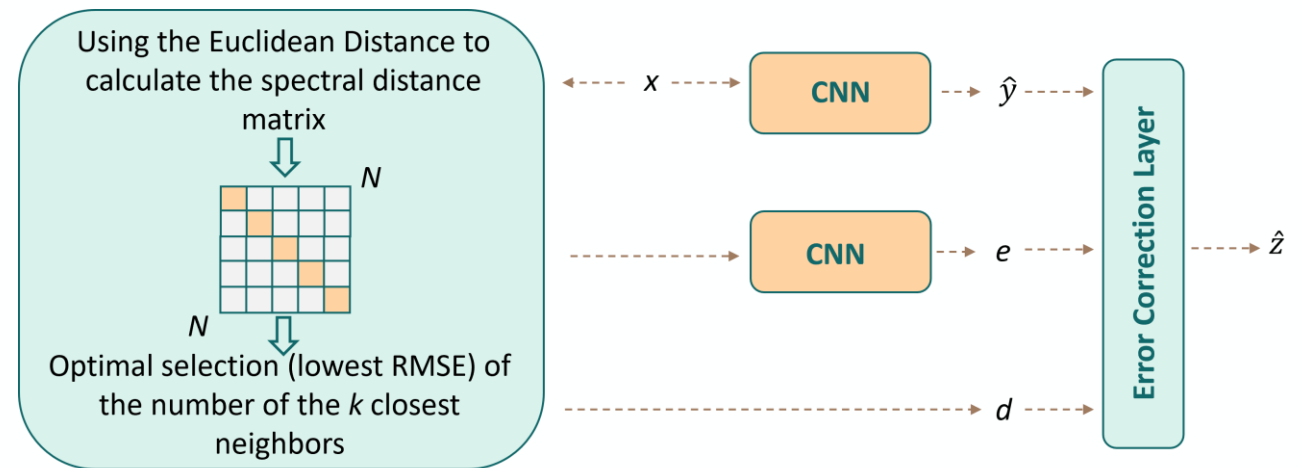 Using the Euclidean Distance to
calculate the spectral distance
matrix
N
N
Optimal selection (lowest RMSE) of
the number of the k closest
neighbors
x
CNN
ŷ
CNN
e
d
Error Correction Layer
ẑ